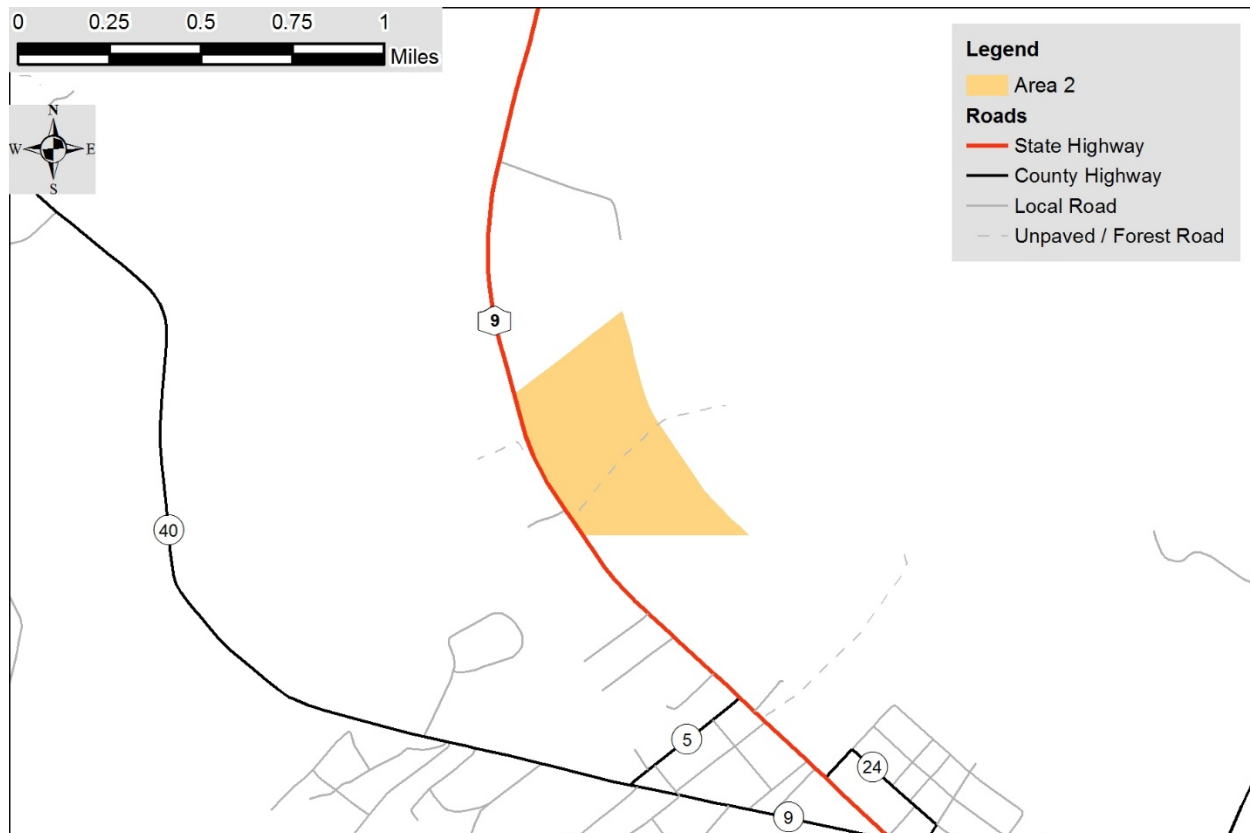 0 0.25 0.5 0.75 1
Miles
N
W E
S
Legend
Area 2
Roads
State Highway
County Highway
Local Road
Unpaved / Forest Road
9
40
5
24
9